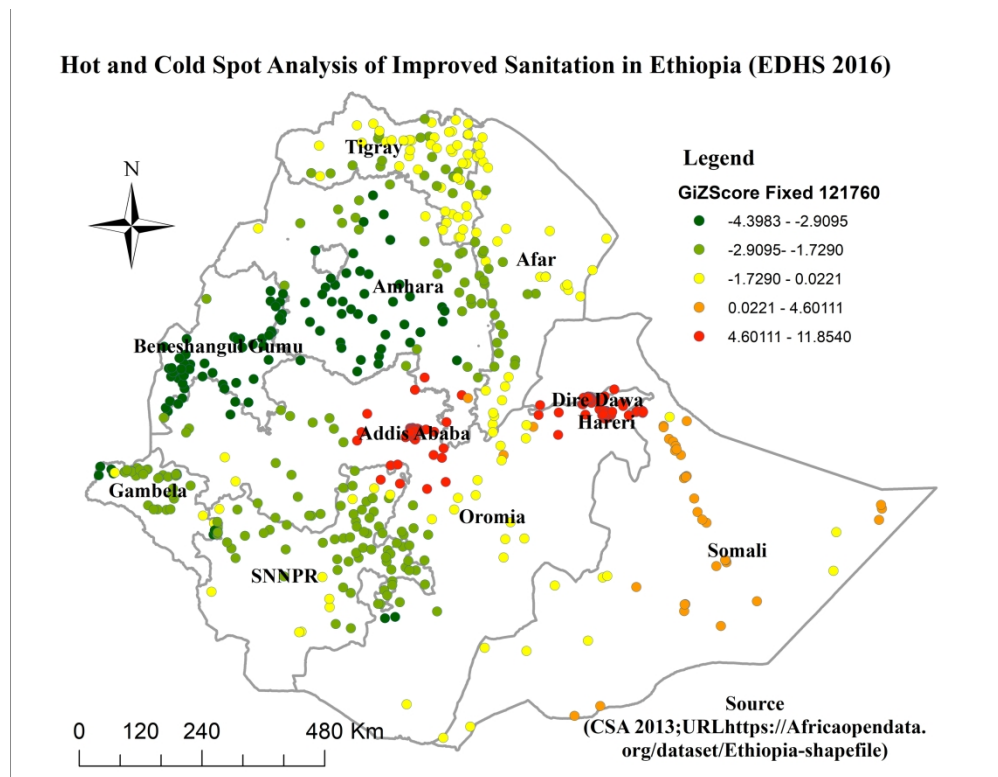 Hot and Cold Spot Analysis of Improved Sanitation in Ethiopia (EDHS 2016)
N
Tigray
Legend
GiZScore Fixed 121760
-4.3983 - -2.9095
-2.9095- -1.7290
-1.7290 - 0.0221
0.0221 - 4.60111
4.60111 - 11.8540
Afar
Amhara
Beneshangul Gumu
Dire Dawa
Hareri
Addis Ababa
Gambela
Oromia
Somali
SNNPR
Source
(CSA 2013;URLhttps://Africaopendata.
org/dataset/Ethiopia-shapefile)
0 120 240 480 Km